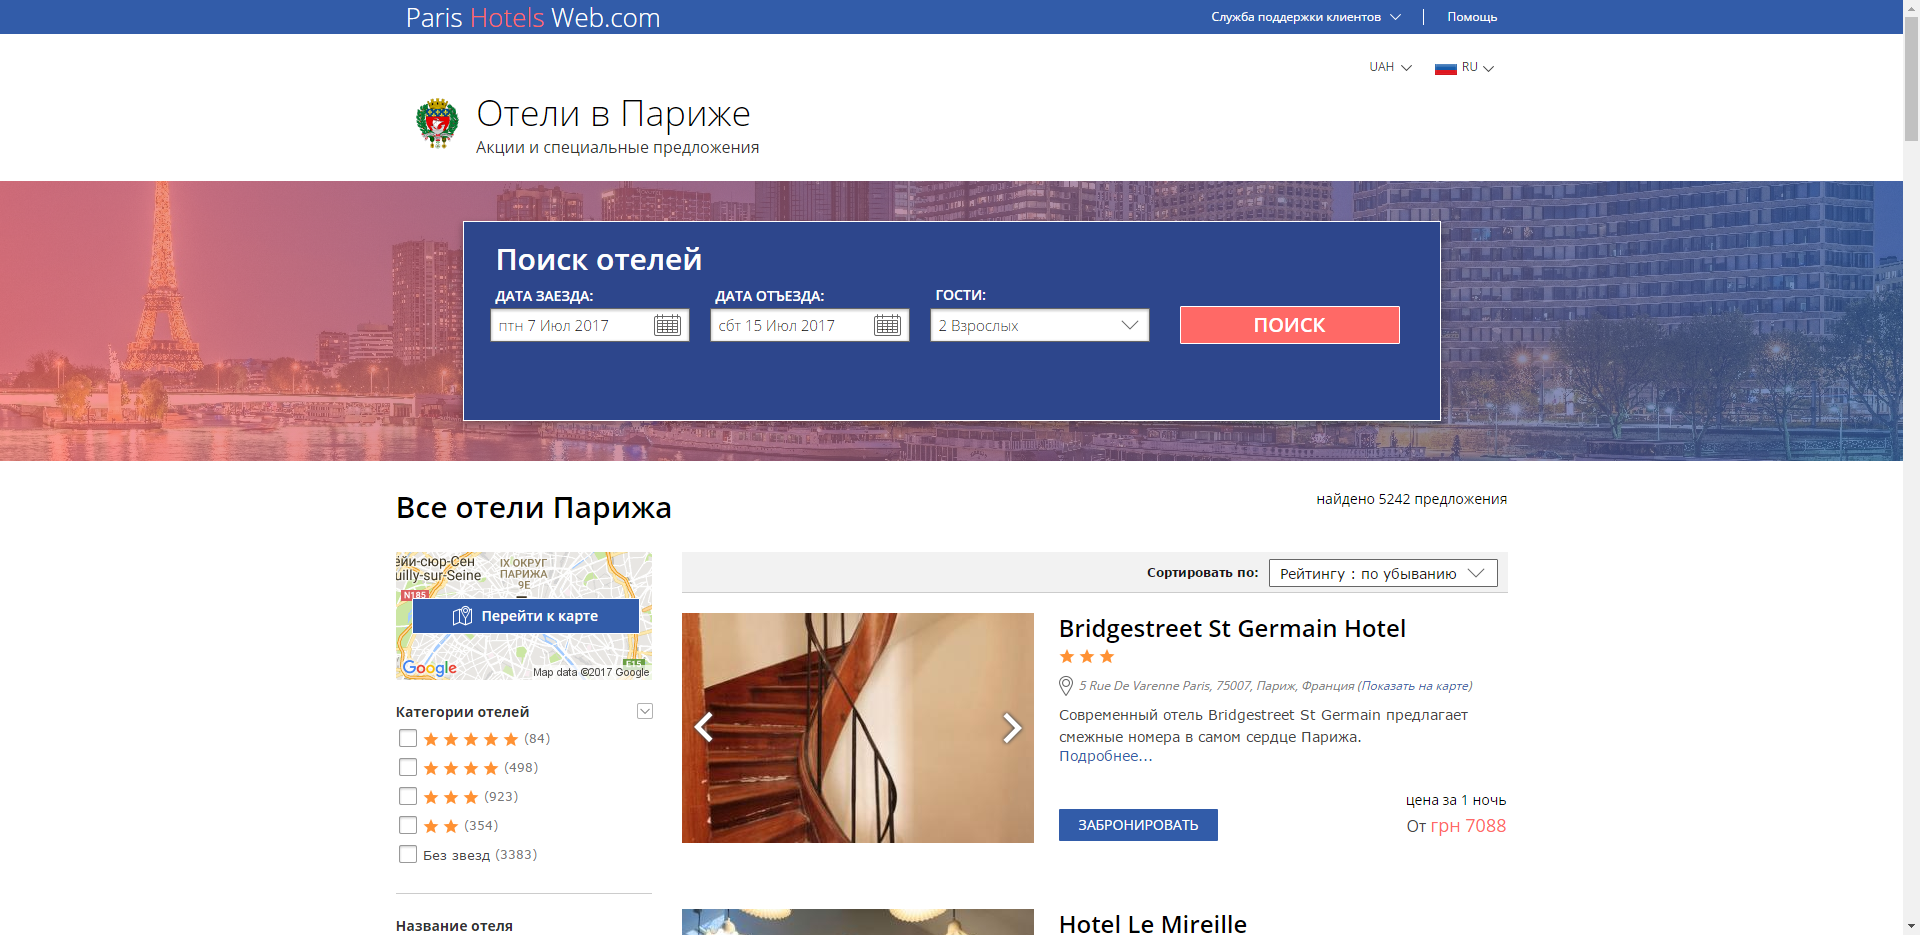 Paris Hotels Web.com
Служба поддержки клиентов
Помощь
UAH
RU
Отели в Париже
Акции и специальные предложения
Поиск отелей
ДАТА ЗАЕЗДА:
ДАТА ОТЪЕЗДА:
ГОСТИ:
птн 7 Июл 2017
сбт 15 Июл 2017
2 Взрослых
ПОИСК
Все отели Парижа
найдено 5242 предложения
ёйи-сюр-Сен
uilly-sur-Seine
IX ОКРУГ
ПАРИЖА
9E
N185
Перейти к карте
E15
Google
Map data ©2017 Google
Сортировать по:
Рейтингу : по убыванию
Категории отелей
(84)
(498)
(923)
(354)
Без звезд (3383)
Название отеля
Bridgestreet St Germain Hotel
5 Rue De Varenne Paris, 75007, Париж, Франция (Показать на карте)
Современный отель Bridgestreet St Germain предлагает
смежные номера в самом сердце Парижа.
Подробнее...
цена за 1 ночь
ЗАБРОНИРОВАТЬ
От грн 7088
Hotel Le Mireille